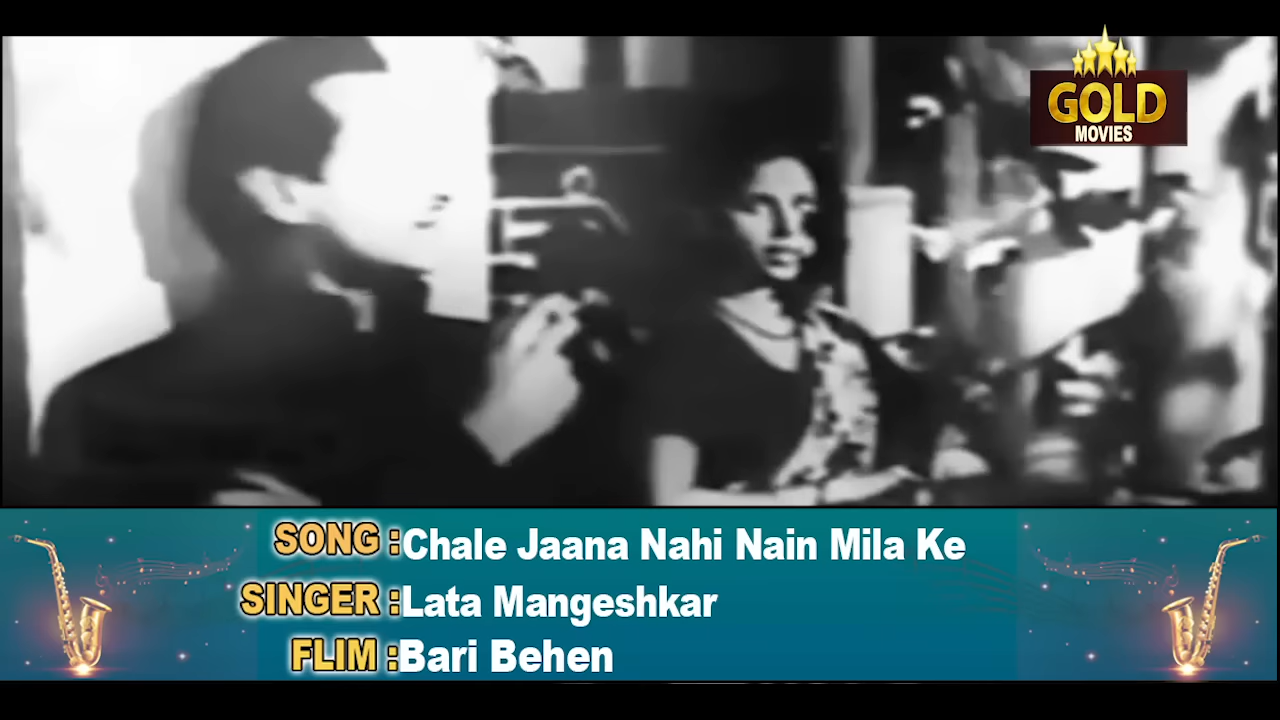 GOLD
MOVIES
SONG :Chale Jaana Nahi Nain Mila Ke
SINGER :Lata Mangeshkar
FLIM :Bari Behen